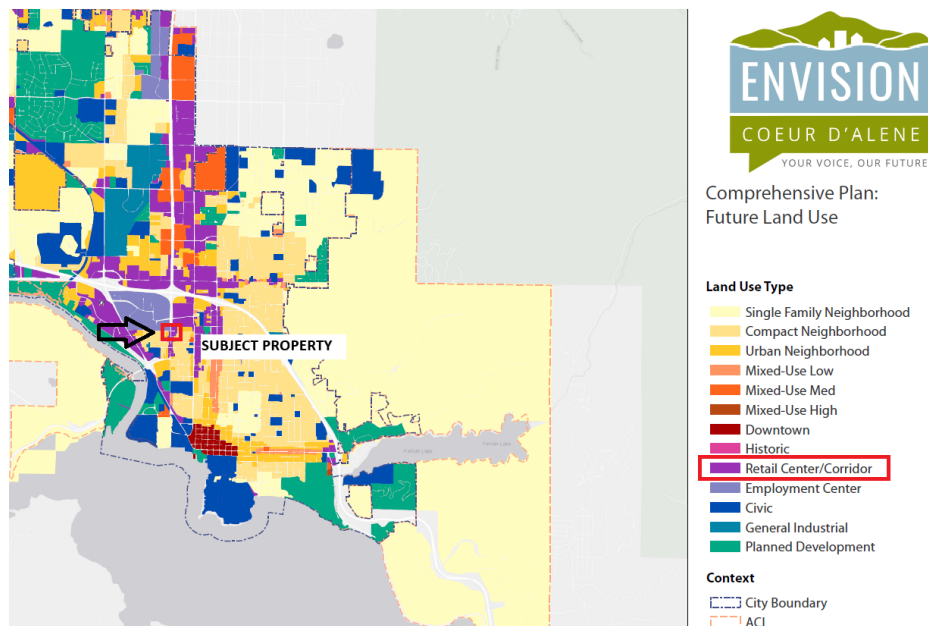 ENVISION
COEUR D'ALENE
YOUR VOICE, OUR FUTURE
Comprehensive Plan:
Future Land Use
Land Use Type
Single Family Neighborhood
Compact Neighborhood
Urban Neighborhood
Mixed-Use Low
Mixed-Use Med
Mixed-Use High
Downtown
Historic
Retail Center/Corridor
Employment Center
Civic
General Industrial
Planned Development
Context
City Boundary
ACI
SUBJECT PROPERTY